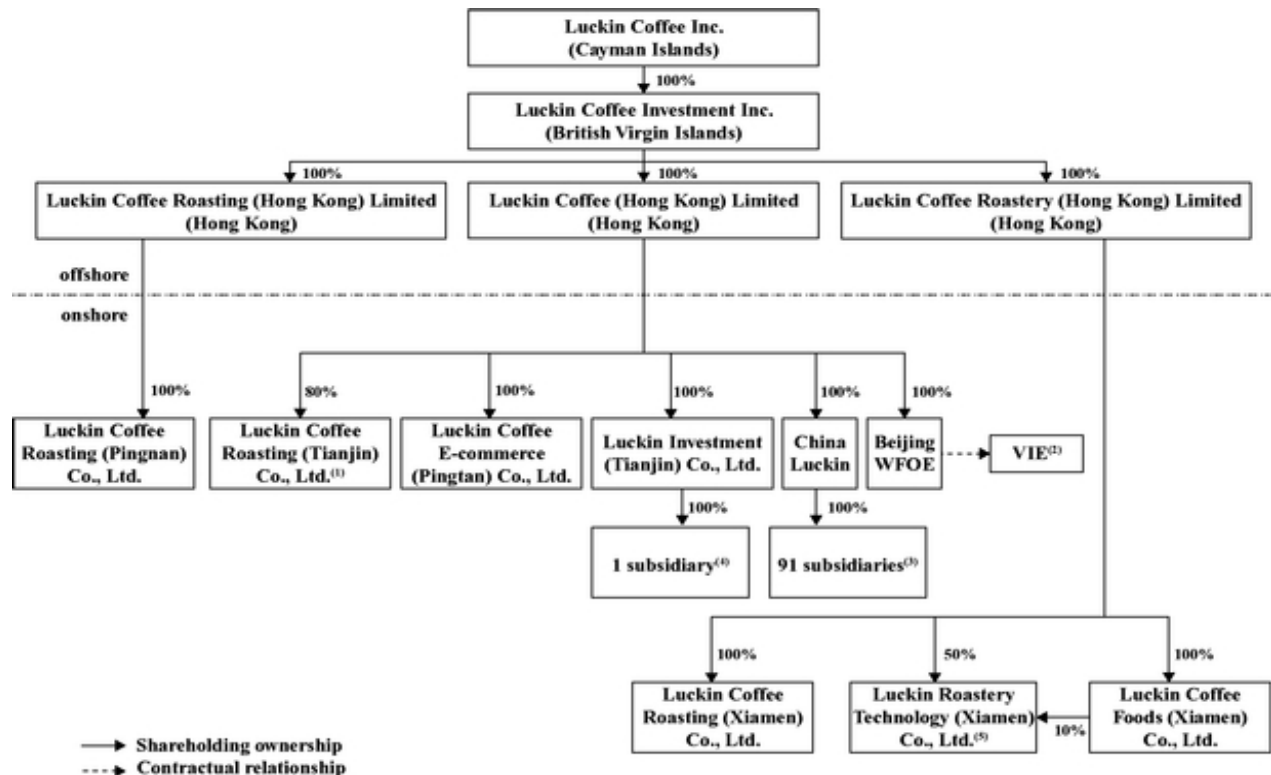 Luckin Coffee Inc.
(Cayman Islands)
100%
Luckin Coffee Investment Inc.
(British Virgin Islands)
100%
100%
100%
Luckin Coffee Roasting (Hong Kong) Limited
(Hong Kong)
Luckin Coffee (Hong Kong) Limited
(Hong Kong)
Luckin Coffee Roastery (Hong Kong) Limited
(Hong Kong)
offshore
onshore
100%
80%
100%
100%
100%
100%
Luckin Coffee
Roasting (Pingnan)
Co., Ltd.
Luckin Coffee
Roasting (Tianjin)
Co., Ltd.(1)
Luckin Coffee
E-commerce
(Pingtan) Co., Ltd.
Luckin Investment
(Tianjin) Co., Ltd.
China
Luckin
Beijing
WFOE
VIE(2)
100%
100%
1 subsidiary(4)
91 subsidiaries(3)
100%
50%
100%
Luckin Coffee
Roasting (Xiamen)
Co., Ltd.
Luckin Roastery
Technology (Xiamen)
Co., Ltd.(5)
10%
Luckin Coffee
Foods (Xiamen)
Co., Ltd.
Shareholding ownership
Contractual relationship